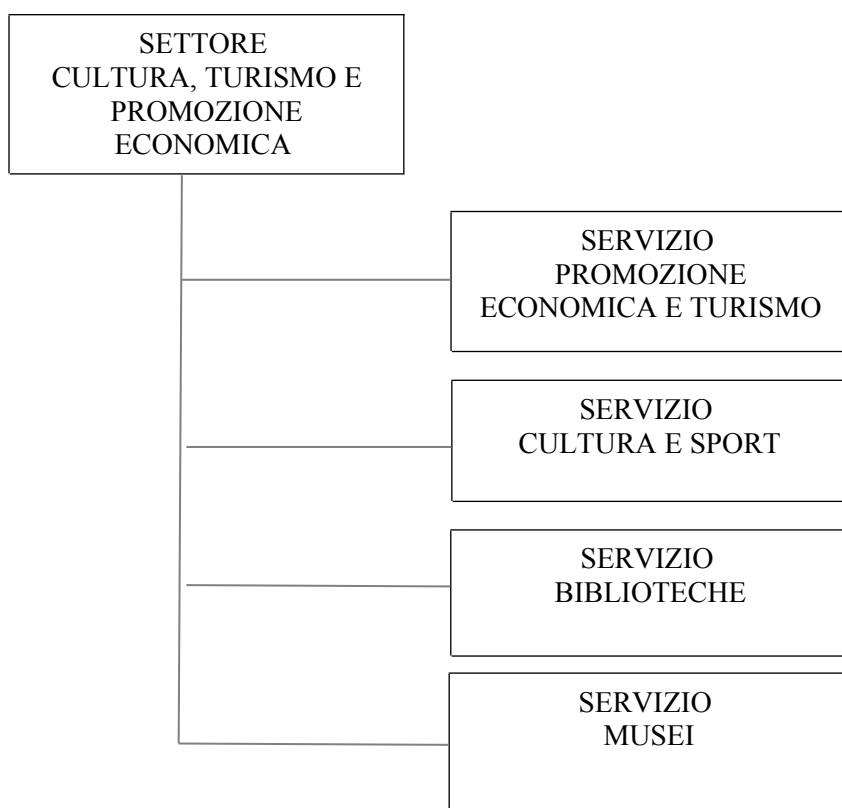 SETTORE
CULTURA, TURISMO E
PROMOZIONE
ECONOMICA
SERVIZIO
PROMOZIONE
ECONOMICA E TURISMO
SERVIZIO
CULTURA E SPORT
SERVIZIO
BIBLIOTECHE
SERVIZIO
MUSEI